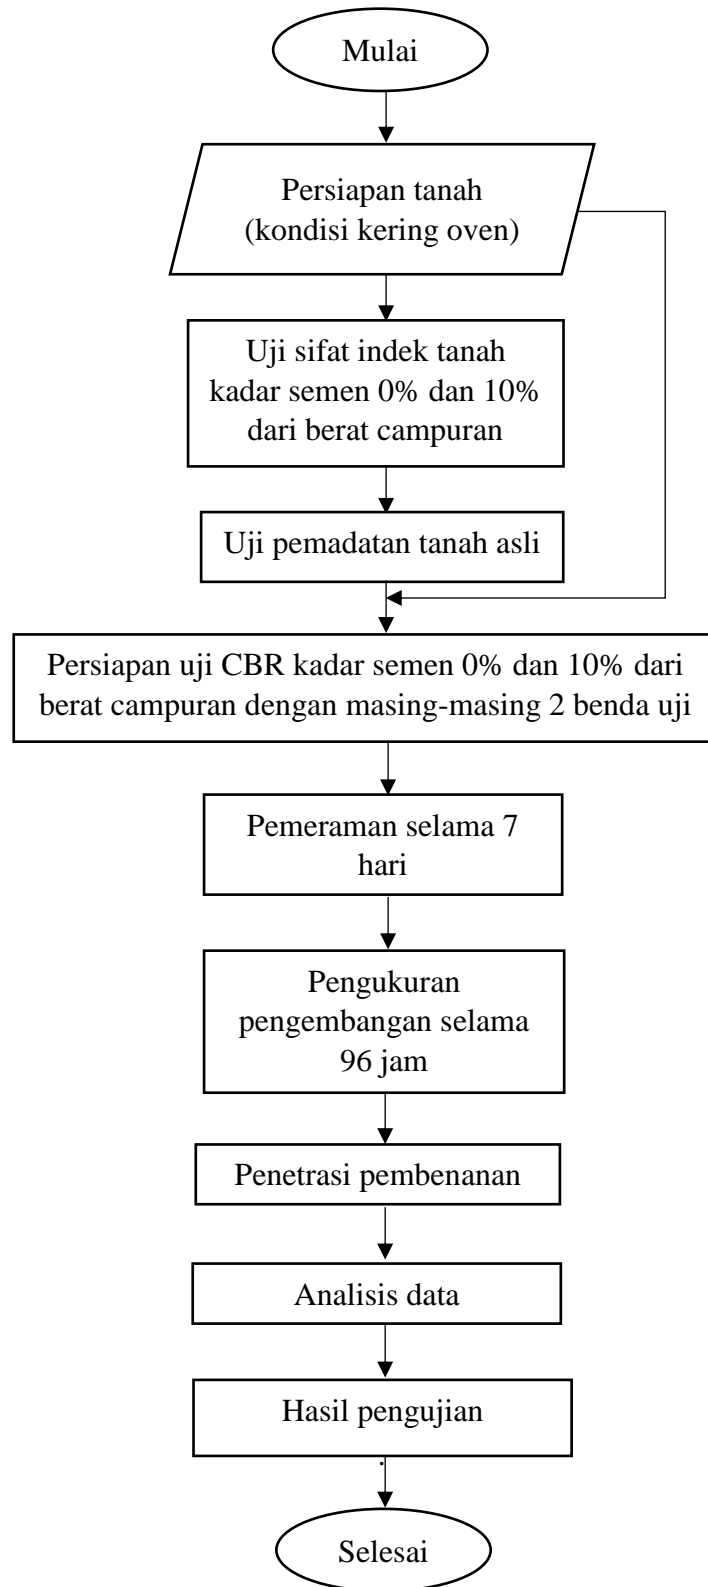 Mulai
Persiapan tanah
(kondisi kering oven)
Uji sifat indek tanah
kadar semen 0% dan 10%
dari berat campuran
Uji pemadatan tanah asli
Persiapan uji CBR kadar semen 0% dan 10% dari
berat campuran dengan masing-masing 2 benda uji
Pemeraman selama 7
hari
Pengukuran
pengembangan selama
96 jam
Penetrasi pembenanan
Analisis data
Hasil pengujian
.
Selesai